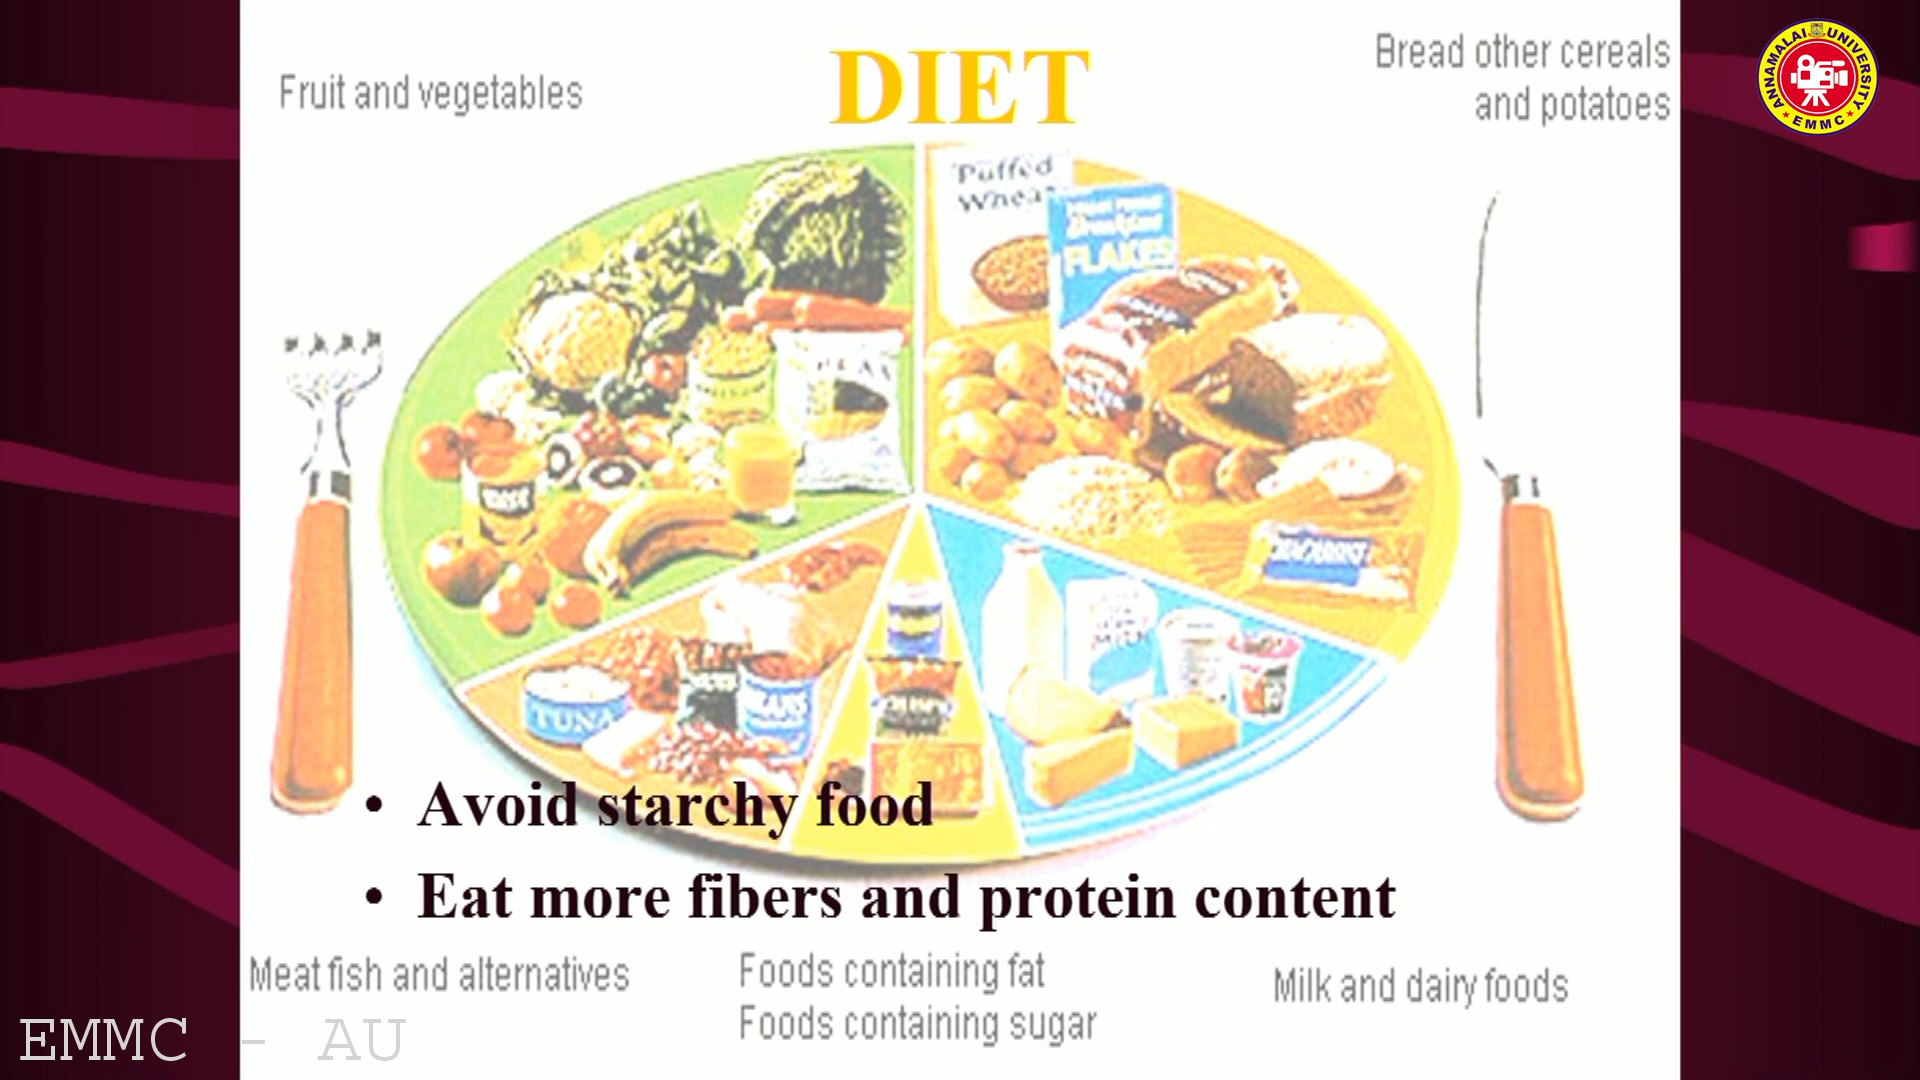 DIET
Fruit and vegetables
Bread other cereals
and potatoes
ANNAMALAI UNIVERSITY
EMMC
Puffed
Wheat
FLAKES
TUNA
BEANS
MILK
• Avoid starchy food
• Eat more fibers and protein content
Meat fish and alternatives
Foods containing fat
Foods containing sugar
Milk and dairy foods
EMMC - AU